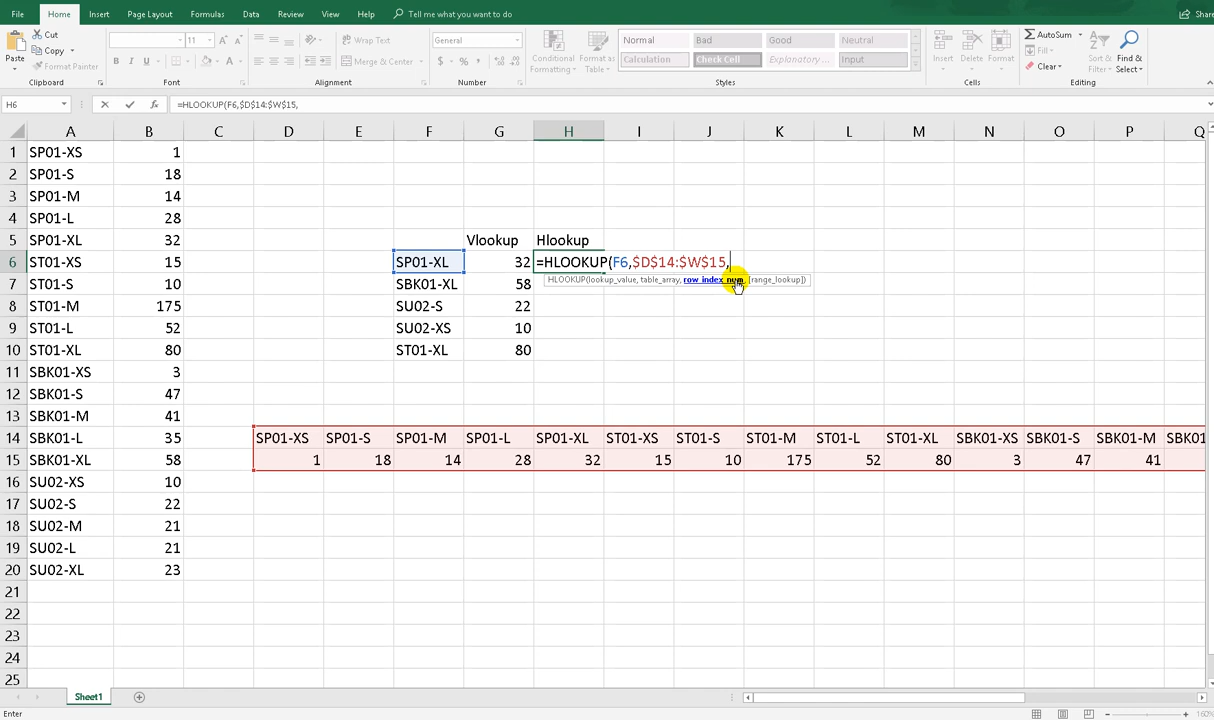 File Home Insert Page Layout Formulas Data Review View Help Tell me what you want to do Share
Paste Cut Copy Format Painter Clipboard
11 A A B I U A Font
Wrap Text Merge & Center Alignment
General $ % , Number
Conditional Formatting Format as Table
Normal Bad Good Neutral
Calculation Check Cell Explanatory ... Input
Styles
Insert Delete Format Cells
AutoSum Fill Clear Sort & Filter Find & Select Editing
H6 fx =HLOOKUP(F6,$D$14:$W$15,
A B C D E F G H I J K L M N O P Q
1 SP01-XS 1
2 SP01-S 18
3 SP01-M 14
4 SP01-L 28
5 SP01-XL 32 Vlookup Hlookup
6 ST01-XS 15 SP01-XL 32 =HLOOKUP(F6,$D$14:$W$15,
HLOOKUP(lookup_value, table_array, row_index_num, [range_lookup])
7 ST01-S 10 SBK01-XL 58
8 ST01-M 175 SU02-S 22
9 ST01-L 52 SU02-XS 10
10 ST01-XL 80 ST01-XL 80
11 SBK01-XS 3
12 SBK01-S 47
13 SBK01-M 41
14 SBK01-L 35 SP01-XS SP01-S SP01-M SP01-L SP01-XL ST01-XS ST01-S ST01-M ST01-L ST01-XL SBK01-XS SBK01-S SBK01-M SBK01
15 SBK01-XL 58 1 18 14 28 32 15 10 175 52 80 3 47 41
16 SU02-XS 10
17 SU02-S 22
18 SU02-M 21
19 SU02-L 21
20 SU02-XL 23
21
22
23
24
25
Sheet1
Enter 160%